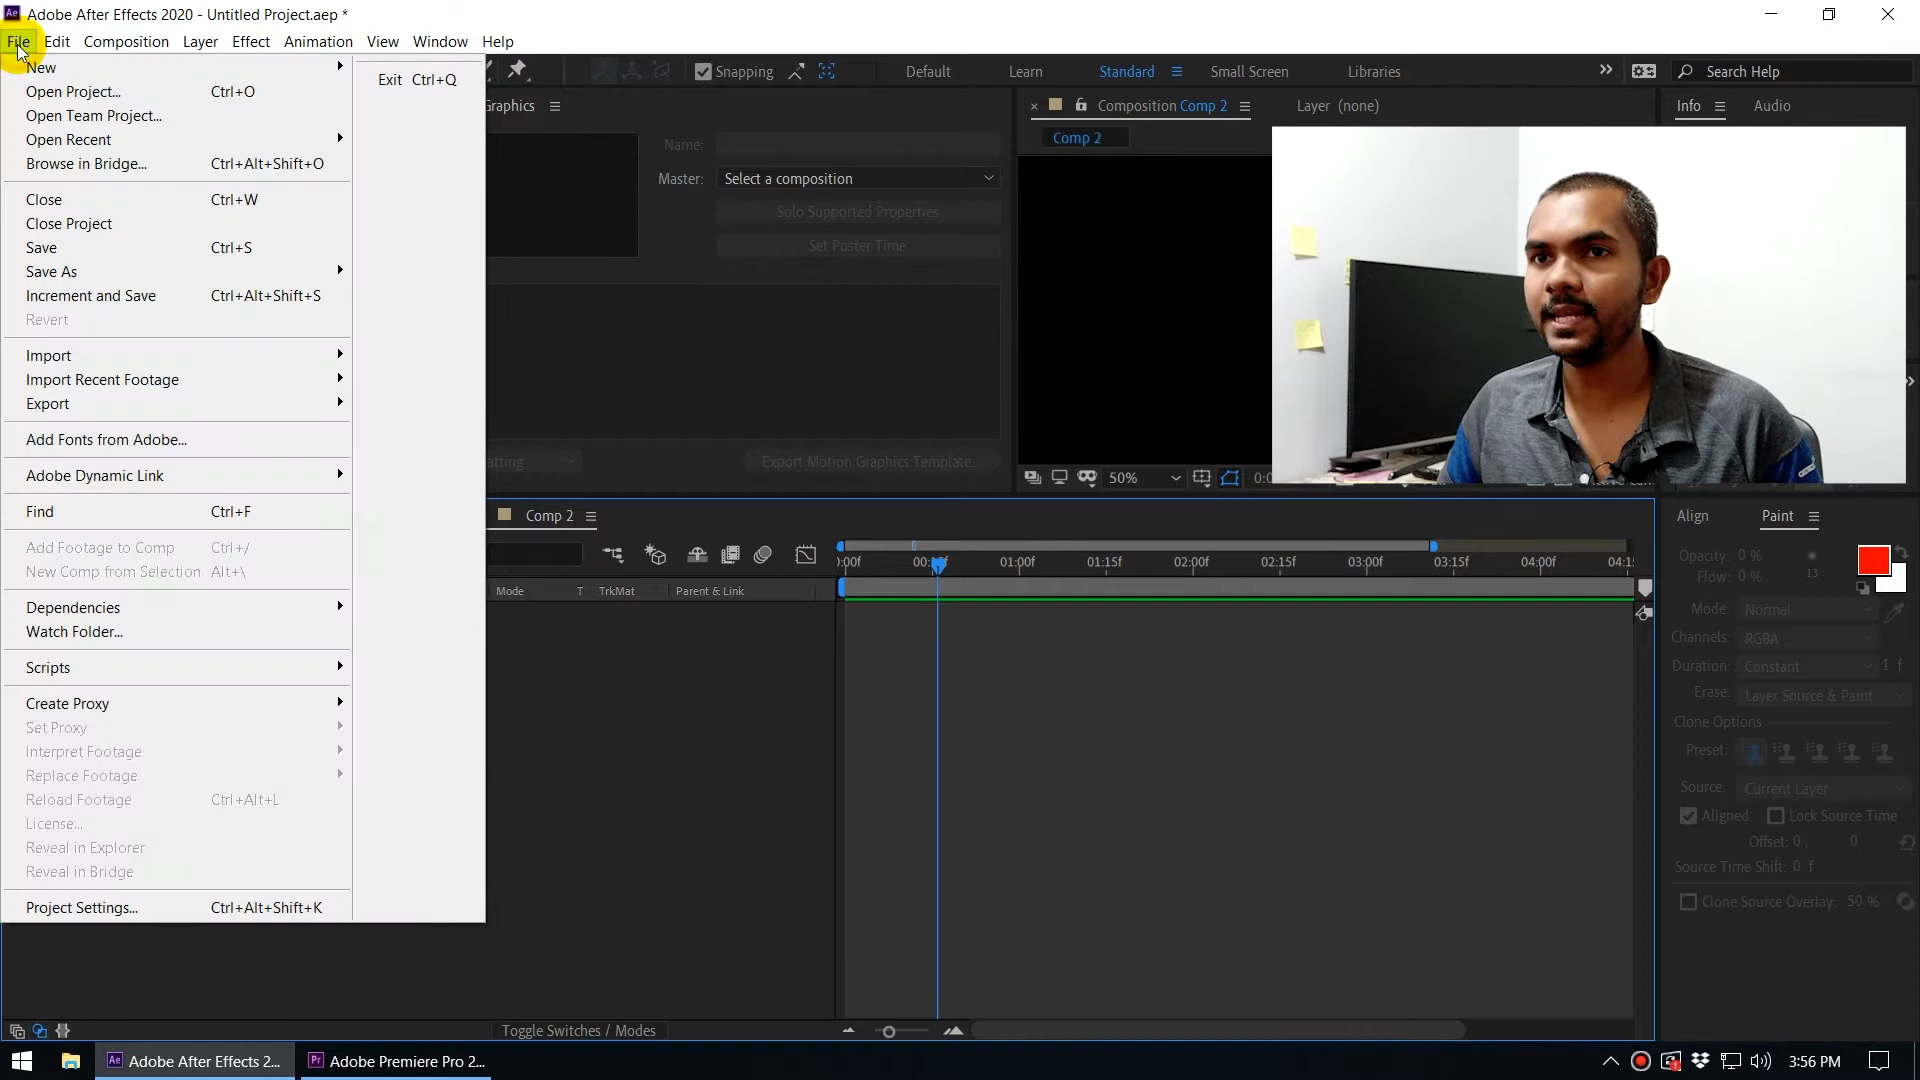 Adobe After Effects 2020 - Untitled Project.aep *
File Edit Composition Layer Effect Animation View Window Help
New
Open Project... Ctrl+O
Open Team Project...
Open Recent
Browse in Bridge... Ctrl+Alt+Shift+O
Close Ctrl+W
Close Project
Save Ctrl+S
Save As
Increment and Save Ctrl+Alt+Shift+S
Revert
Import
Import Recent Footage
Export
Add Fonts from Adobe...
Adobe Dynamic Link
Find Ctrl+F
Add Footage to Comp Ctrl+/
New Comp from Selection Alt+\
Dependencies
Watch Folder...
Scripts
Create Proxy
Set Proxy
Interpret Footage
Replace Footage
Reload Footage Ctrl+Alt+L
License...
Reveal in Explorer
Reveal in Bridge
Project Settings... Ctrl+Alt+Shift+K
Exit Ctrl+Q
Snapping Default Learn Standard Small Screen Libraries Search Help
Graphics
Name:
Master: Select a composition
Solo Supported Properties
Set Poster Time
Export Motion Graphics Template...
Composition Comp 2 Layer (none)
Comp 2
50%
Info Audio
Comp 2
:00f 01:00f 01:15f 02:00f 02:15f 03:00f 03:15f 04:00f
Mode T TrkMat Parent & Link
Toggle Switches / Modes
Align Paint
Opacity: 0 %
Flow: 0 % 13
Mode: Normal
Channels: RGBA
Duration: Constant 1 f
Erase: Layer Source & Paint
Clone Options
Preset:
Source: Current Layer
Aligned Lock Source Time
Offset: 0 , 0
Source Time Shift: 0 f
Clone Source Overlay: 50 %
Adobe After Effects 2... Adobe Premiere Pro 2... 3:56 PM